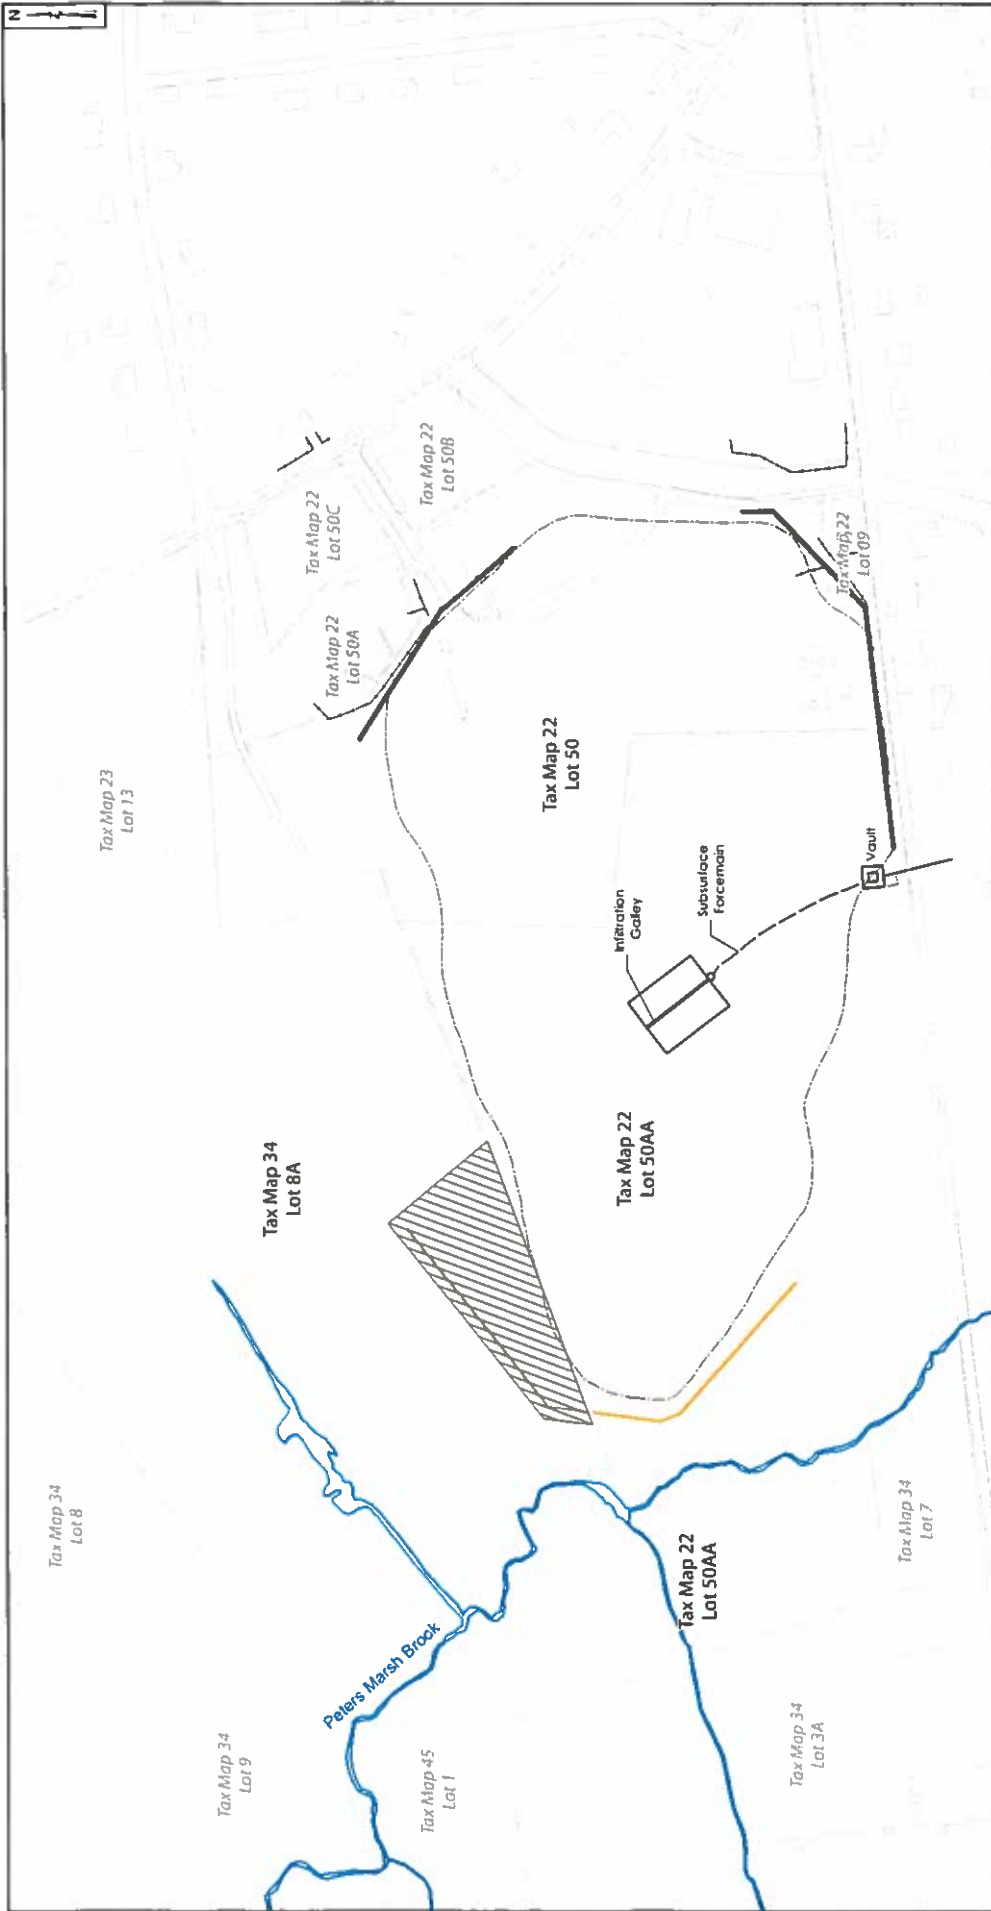 N
Tax Map 34
Lot 8
Tax Map 34
Lot 9
Tax Map 45
Lot 1
Peters Marsh Brook
Tax Map 34
Lot 3A
Tax Map 22
Lot 50AA
Tax Map 34
Lot 7
Tax Map 34
Lot 8A
Tax Map 22
Lot 50AA
Infiltration
Galley
Subsurface
Forcemain
Vault
Tax Map 22
Lot 50
Tax Map 23
Lot 13
Tax Map 22
Lot 50A
Tax Map 22
Lot 50C
Tax Map 22
Lot 50B
Tax Map 22
Lot 09